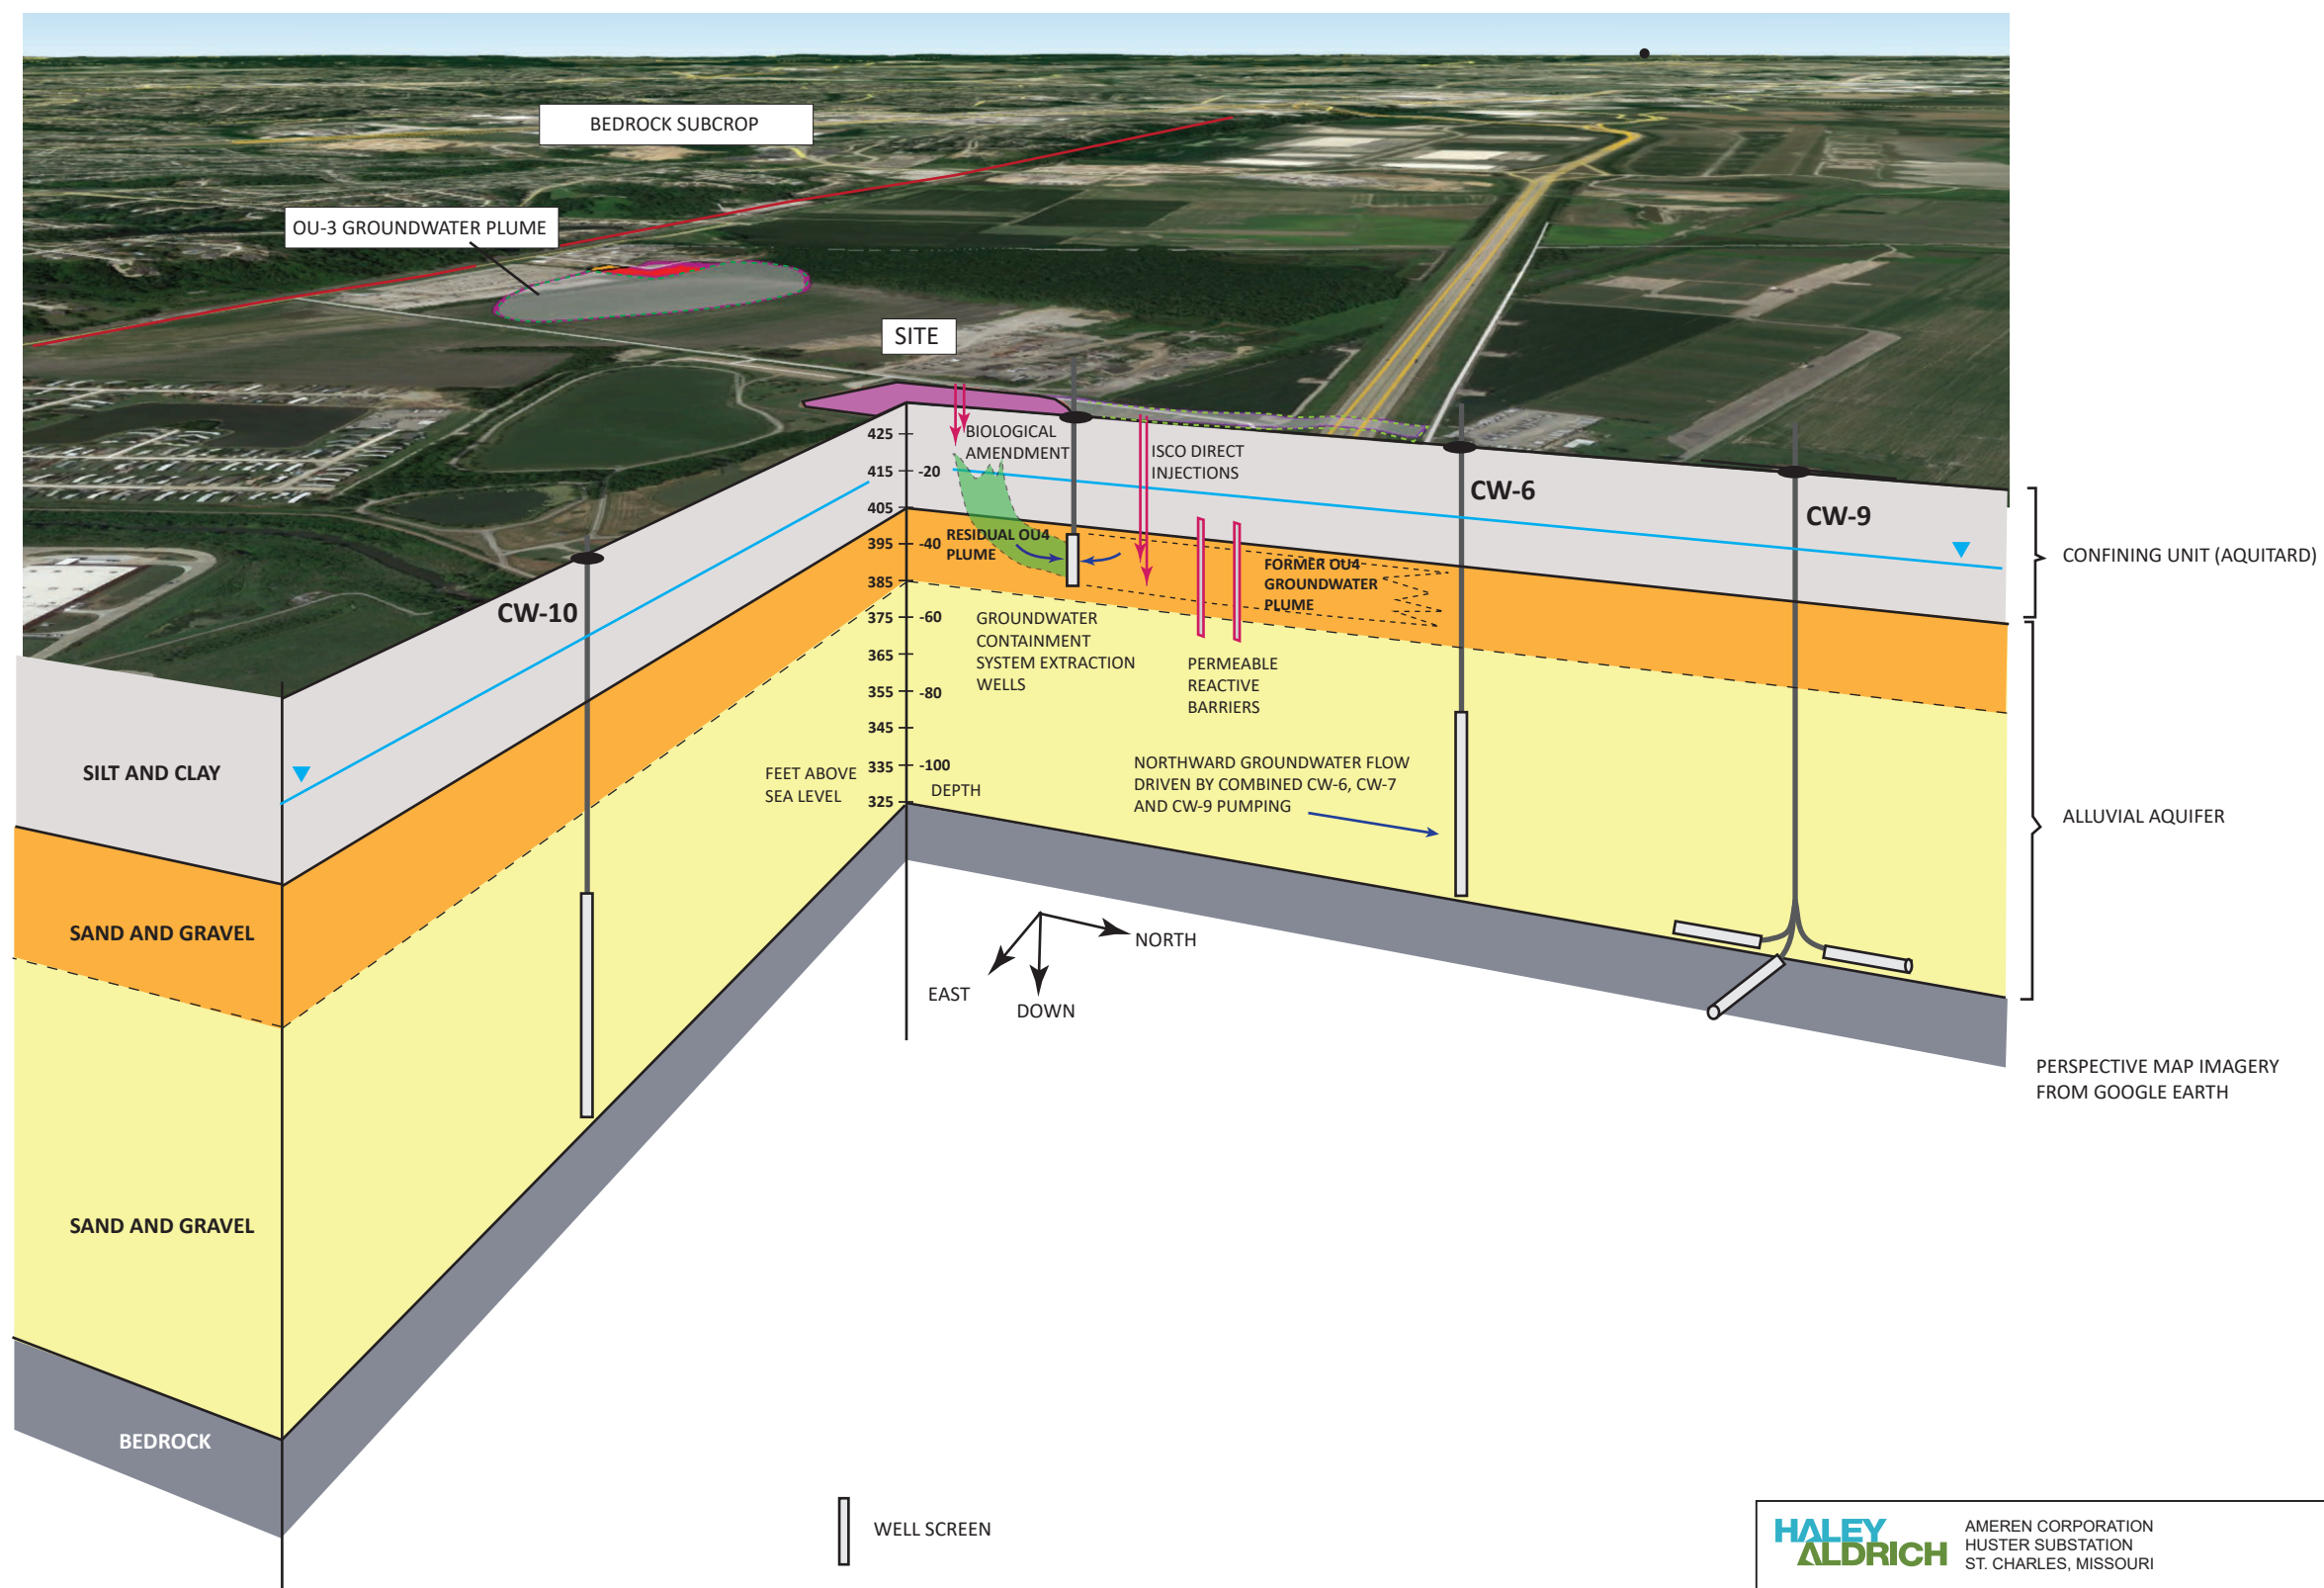 BEDROCK SUBCROP
OU-3 GROUNDWATER PLUME
SITE
BIOLOGICAL
AMENDMENT
ISCO DIRECT
INJECTIONS
CW-6
CW-9
CW-10
RESIDUAL OU4
PLUME
FORMER OU4
GROUNDWATER
PLUME
425
415
405
395
385
375
365
355
345
335
325
-20
-40
-60
-80
-100
DEPTH
FEET ABOVE
SEA LEVEL
GROUNDWATER
CONTAINMENT
SYSTEM EXTRACTION
WELLS
PERMEABLE
REACTIVE
BARRIERS
NORTHWARD GROUNDWATER FLOW
DRIVEN BY COMBINED CW-6, CW-7
AND CW-9 PUMPING
CONFINING UNIT (AQUITARD)
ALLUVIAL AQUIFER
SILT AND CLAY
SAND AND GRAVEL
SAND AND GRAVEL
BEDROCK
NORTH
EAST
DOWN
PERSPECTIVE MAP IMAGERY
FROM GOOGLE EARTH
WELL SCREEN
HALEY
ALDRICH
AMEREN CORPORATION
HUSTER SUBSTATION
ST. CHARLES, MISSOURI